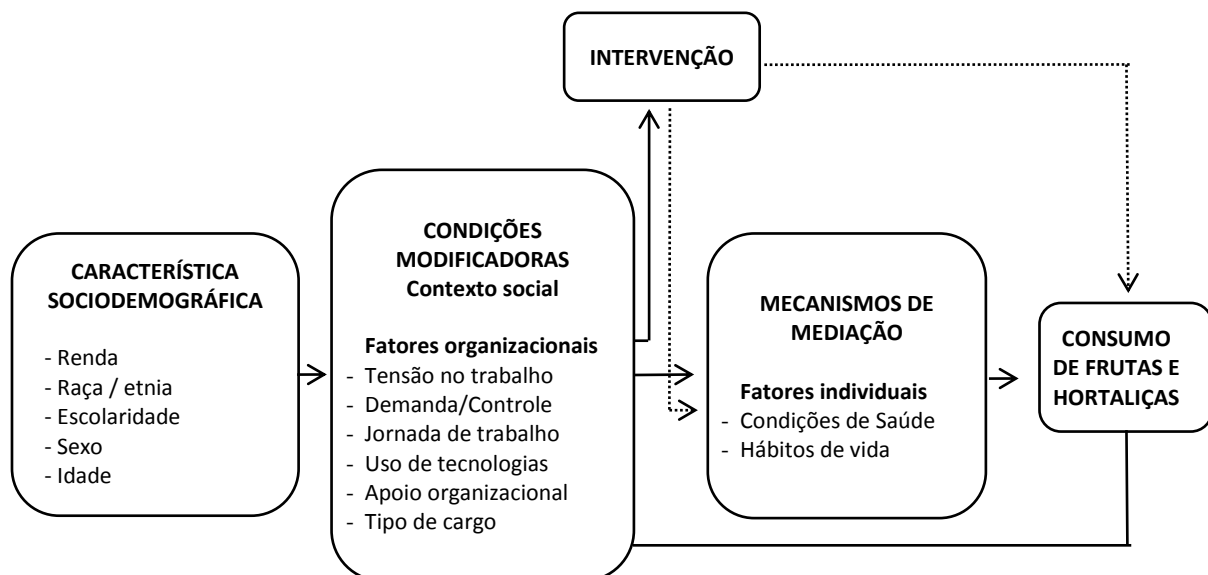 INTERVENÇÃO
CARACTERÍSTICA
SOCIODEMOGRÁFICA
- Renda
- Raça / etnia
- Escolaridade
- Sexo
- Idade
CONDIÇÕES
MODIFICADORAS
Contexto social
Fatores organizacionais
- Tensão no trabalho
- Demanda/Controle
- Jornada de trabalho
- Uso de tecnologias
- Apoio organizacional
- Tipo de cargo
MECANISMOS DE
MEDIAÇÃO
Fatores individuais
- Condições de Saúde
- Hábitos de vida
CONSUMO
DE FRUTAS E
HORTALIÇAS